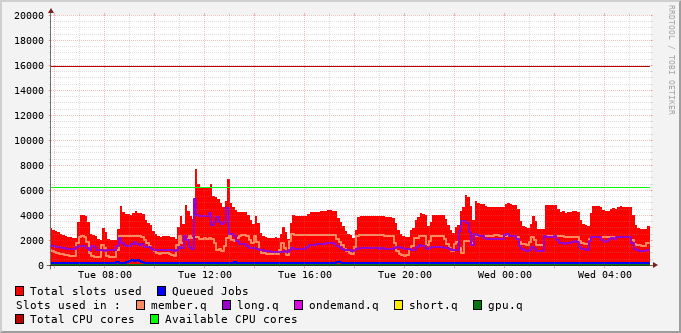 20000
18000
16000
14000
12000
10000
8000
6000
4000
2000
0
Tue 08:00 Tue 12:00 Tue 16:00 Tue 20:00 Wed 00:00 Wed 04:00
RRDTOOL / TOBI OETIKER
Total slots used Queued Jobs
Slots used in : member.q long.q ondemand.q short.q gpu.q
Total CPU cores Available CPU cores